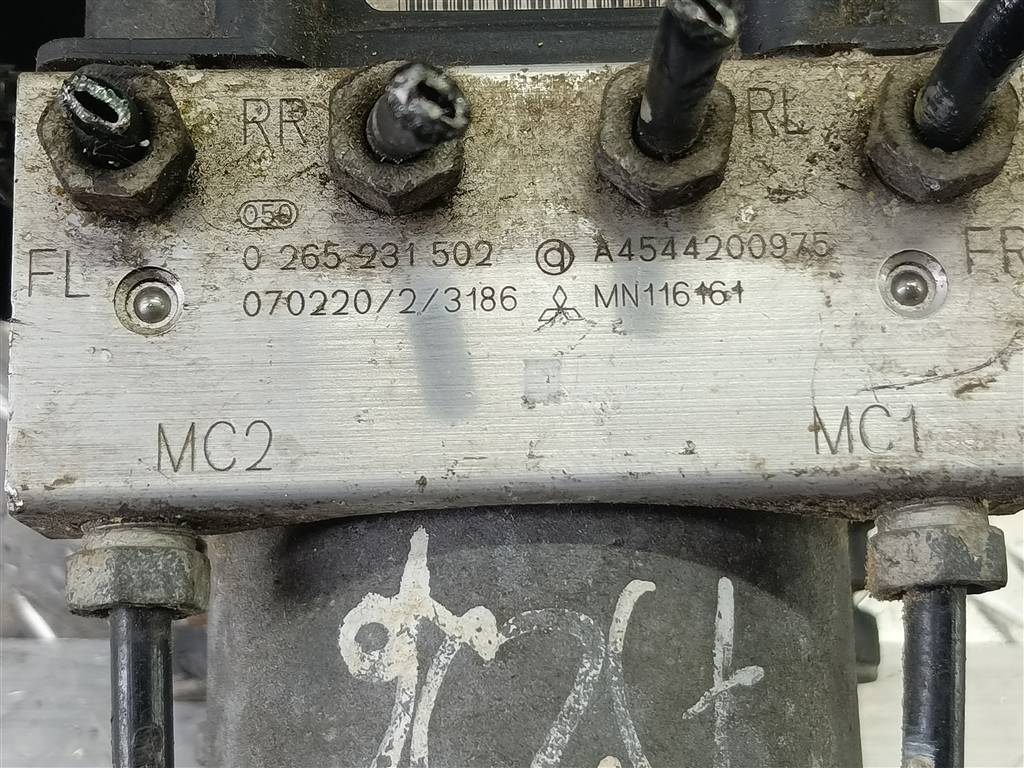 RR RL
050
0 265 231 502 A4544200975
FL FR
070220/2/3186 MN116161
MC2 MC1